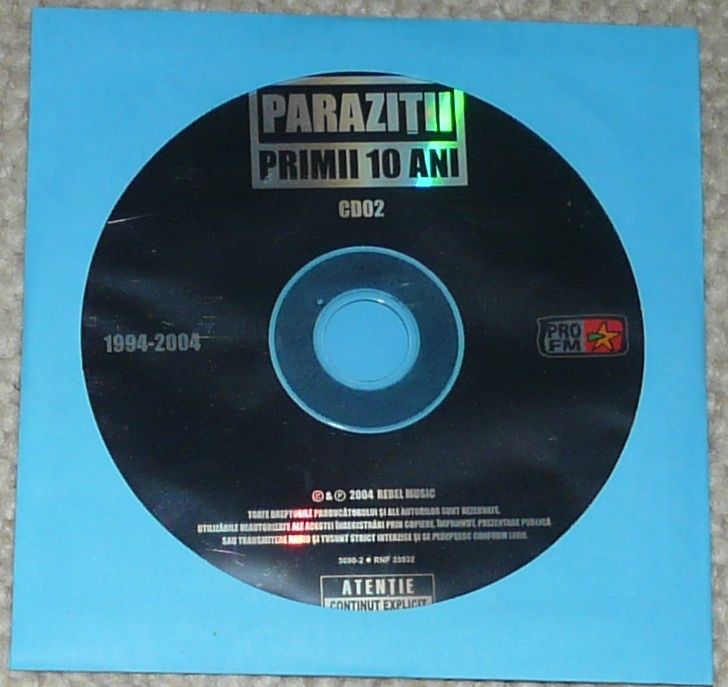 PARAZIȚII
PRIMII 10 ANI
CD02
1994-2004
PRO
FM
© & ℗ 2004 REBEL MUSIC
TOATE DREPTURILE PRODUCĂTORULUI ȘI ALE AUTORILOR SUNT REZERVATE.
UTILIZĂRILE NEAUTORIZATE ALE ACESTEI ÎNREGISTRĂRI PRIN COPIERE, ÎMPRUMUT, PREZENTARE PUBLICĂ
SAU TRANSMITERE RADIO ȘI TV SUNT STRICT INTERZISE ȘI SE PEDEPSESC CONFORM LEGII.
ATENȚIE
CONȚINUT EXPLICIT